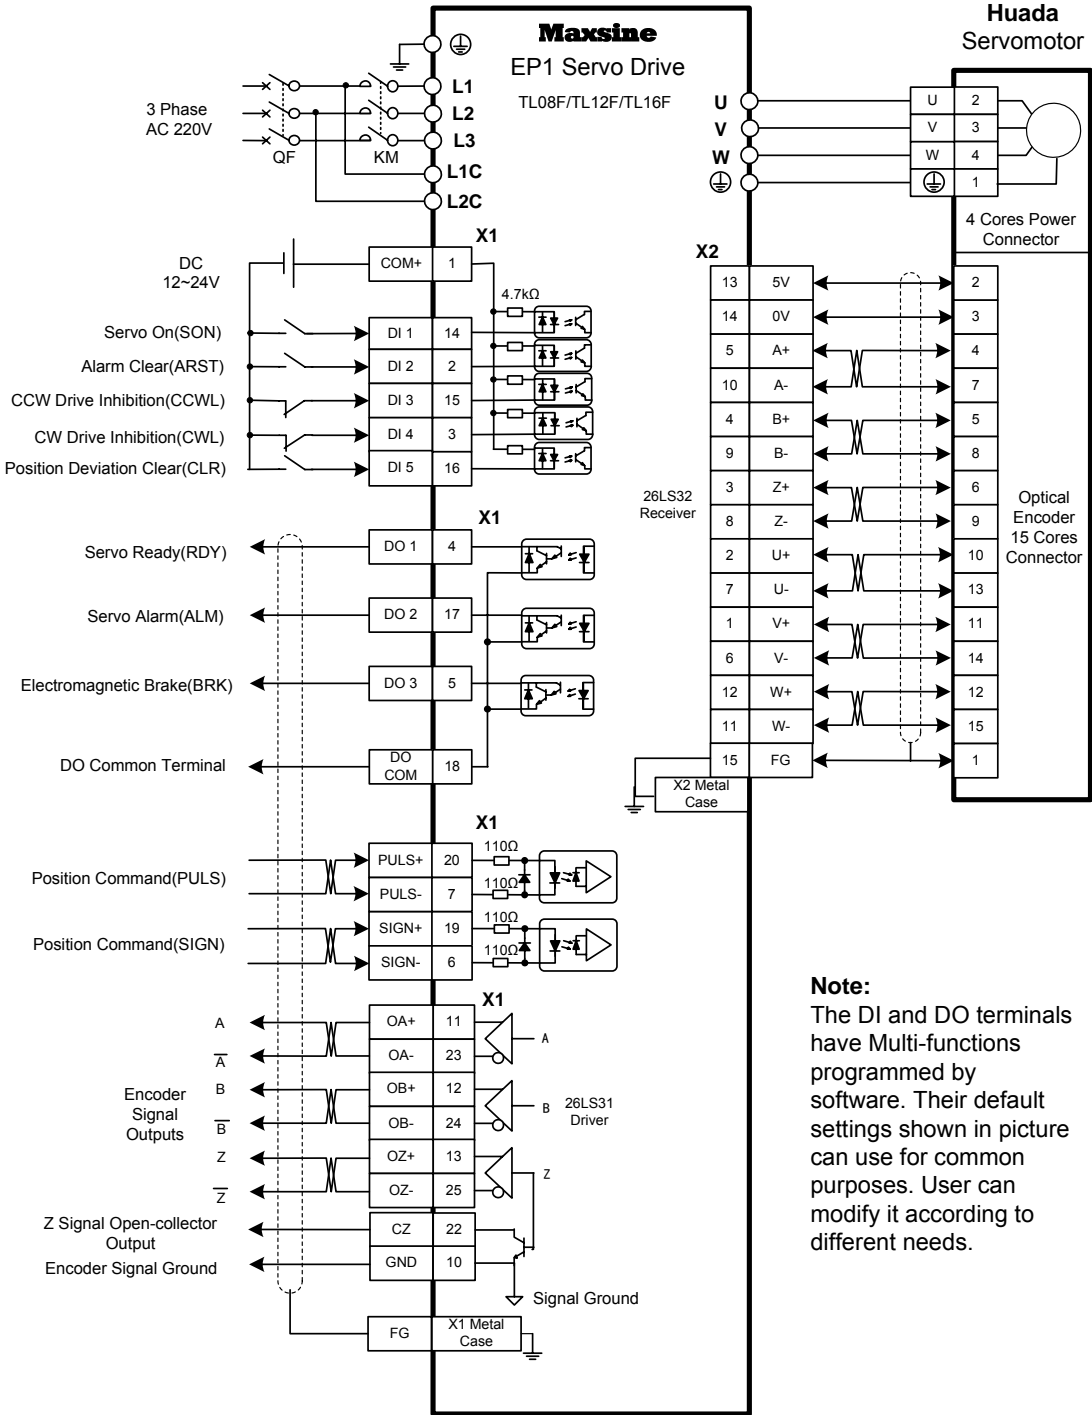 Huada
Servomotor
Maxsine
EP1 Servo Drive
TL08F/TL12F/TL16F
3 Phase
AC 220V
QF
KM
L1
L2
L3
L1C
L2C
U
V
W
U 2
V 3
W 4
1
4 Cores Power
Connector
X1
DC
12~24V
COM+ 1
4.7kΩ
Servo On(SON) DI 1 14
Alarm Clear(ARST) DI 2 2
CCW Drive Inhibition(CCWL) DI 3 15
CW Drive Inhibition(CWL) DI 4 3
Position Deviation Clear(CLR) DI 5 16
X1
Servo Ready(RDY) DO 1 4
Servo Alarm(ALM) DO 2 17
Electromagnetic Brake(BRK) DO 3 5
DO Common Terminal DO COM 18
X2
13 5V 2
14 0V 3
5 A+ 4
10 A- 7
4 B+ 5
9 B- 8
3 Z+ 6
8 Z- 9
2 U+ 10
7 U- 13
1 V+ 11
6 V- 14
12 W+ 12
11 W- 15
15 FG 1
26LS32
Receiver
Optical
Encoder
15 Cores
Connector
X2 Metal
Case
X1
Position Command(PULS)
PULS+ 20 110Ω
PULS- 7 110Ω
Position Command(SIGN)
SIGN+ 19 110Ω
SIGN- 6 110Ω
X1
Encoder
Signal
Outputs
A OA+ 11
A̅ OA- 23
A
B OB+ 12
B̅ OB- 24
B
Z OZ+ 13
Z̅ OZ- 25
Z
26LS31
Driver
Z Signal Open-collector
Output
CZ 22
Encoder Signal Ground GND 10
Signal Ground
FG
X1 Metal
Case
Note:
The DI and DO terminals
have Multi-functions
programmed by
software. Their default
settings shown in picture
can use for common
purposes. User can
modify it according to
different needs.